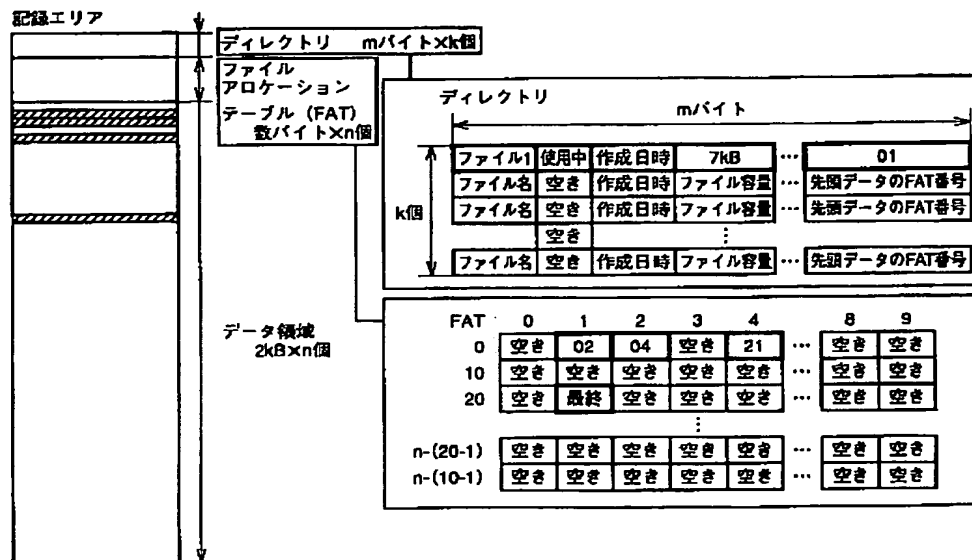 記録エリア
ディレクトリ mバイト×k個
ファイル
アロケーション
テーブル (FAT)
数バイト×n個
ディレクトリ
mバイト
k個
ファイル1 使用中 作成日時 7kB … 01
ファイル名 空き 作成日時 ファイル容量 … 先頭データのFAT番号
ファイル名 空き 作成日時 ファイル容量 … 先頭データのFAT番号
空き ⋮
ファイル名 空き 作成日時 ファイル容量 … 先頭データのFAT番号
データ領域
2kB×n個
FAT 0 1 2 3 4 8 9
0 空き 02 04 空き 21 … 空き 空き
10 空き 空き 空き 空き 空き … 空き 空き
20 空き 最終 空き 空き 空き … 空き 空き
⋮
n-(20-1) 空き 空き 空き 空き 空き … 空き 空き
n-(10-1) 空き 空き 空き 空き 空き … 空き 空き